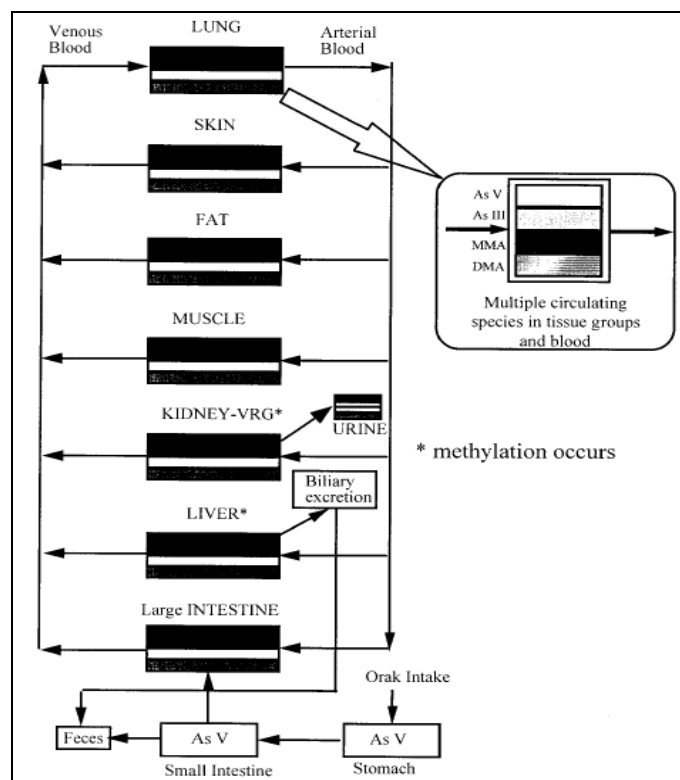 LUNG
Venous
Blood
Arterial
Blood
SKIN
As V
As III
MMA
DMA
Multiple circulating
species in tissue groups
and blood
FAT
MUSCLE
KIDNEY-VRG*
URINE
* methylation occurs
Biliary
excretion
LIVER*
Large INTESTINE
Orak Intake
Feces
As V
As V
Small Intestine
Stomach